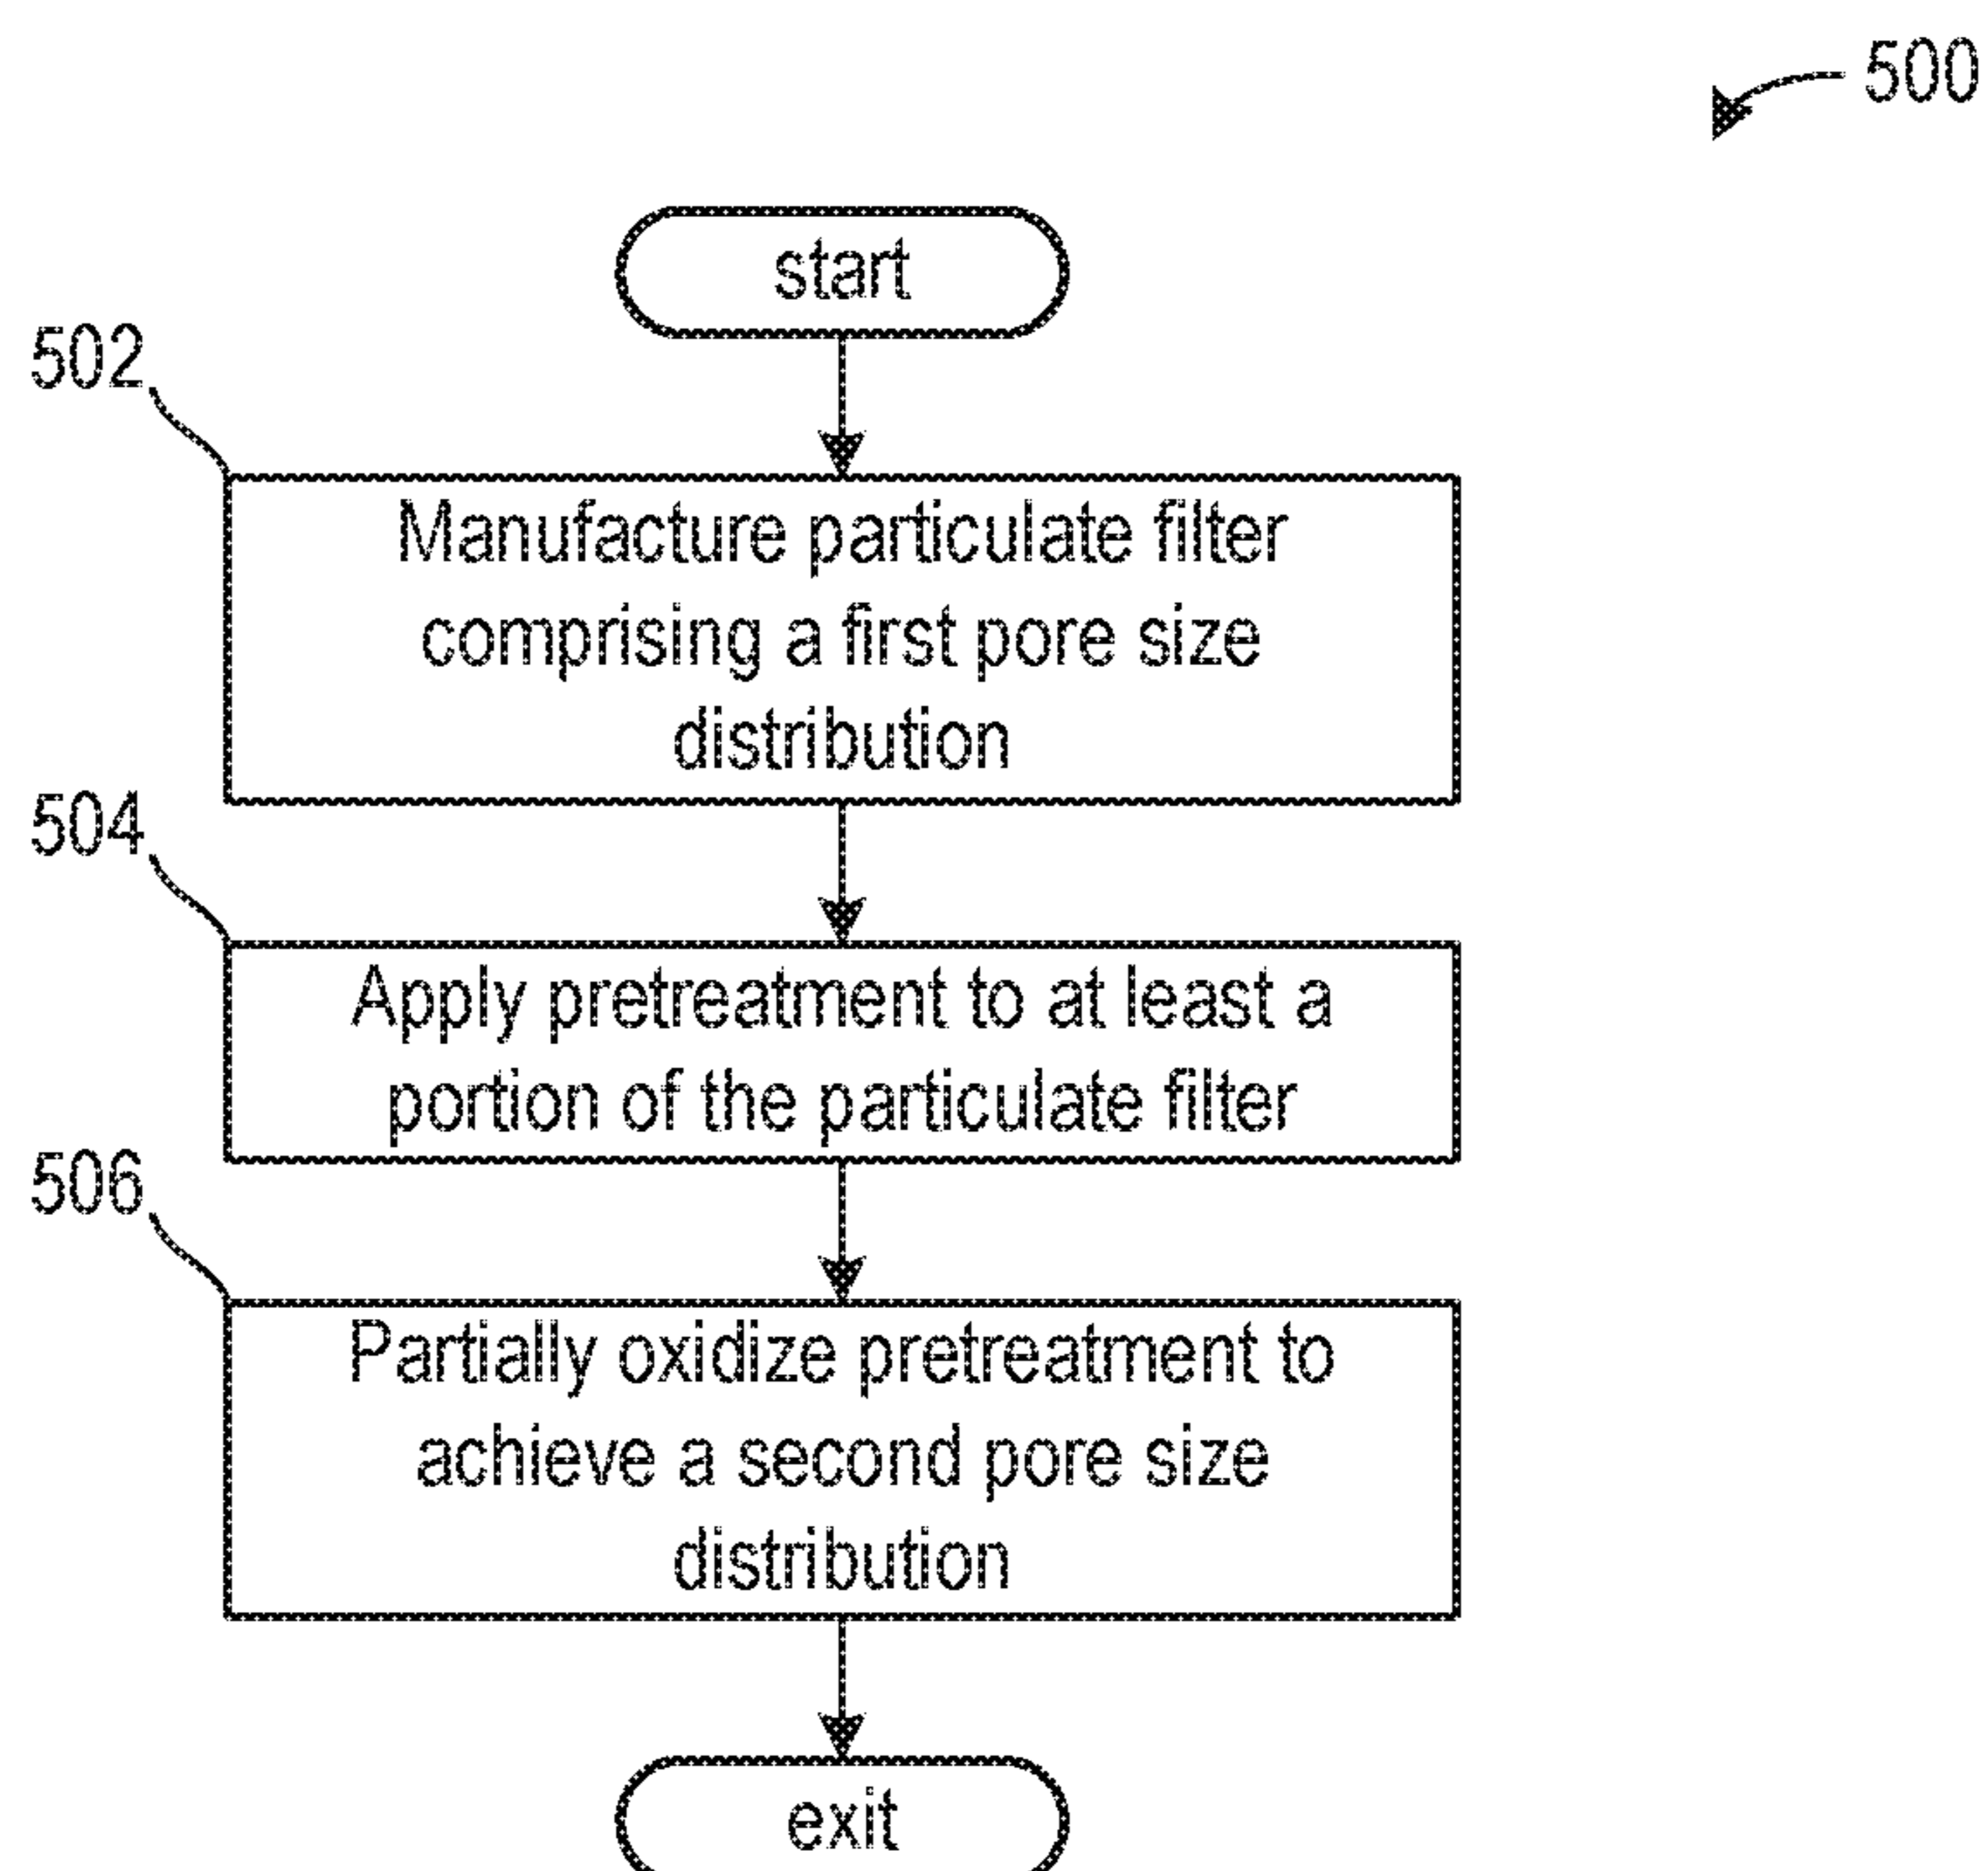 500
start
502
Manufacture particulate filter
comprising a first pore size
distribution
504
Apply pretreatment to at least a
portion of the particulate filter
506
Partially oxidize pretreatment to
achieve a second pore size
distribution
exit